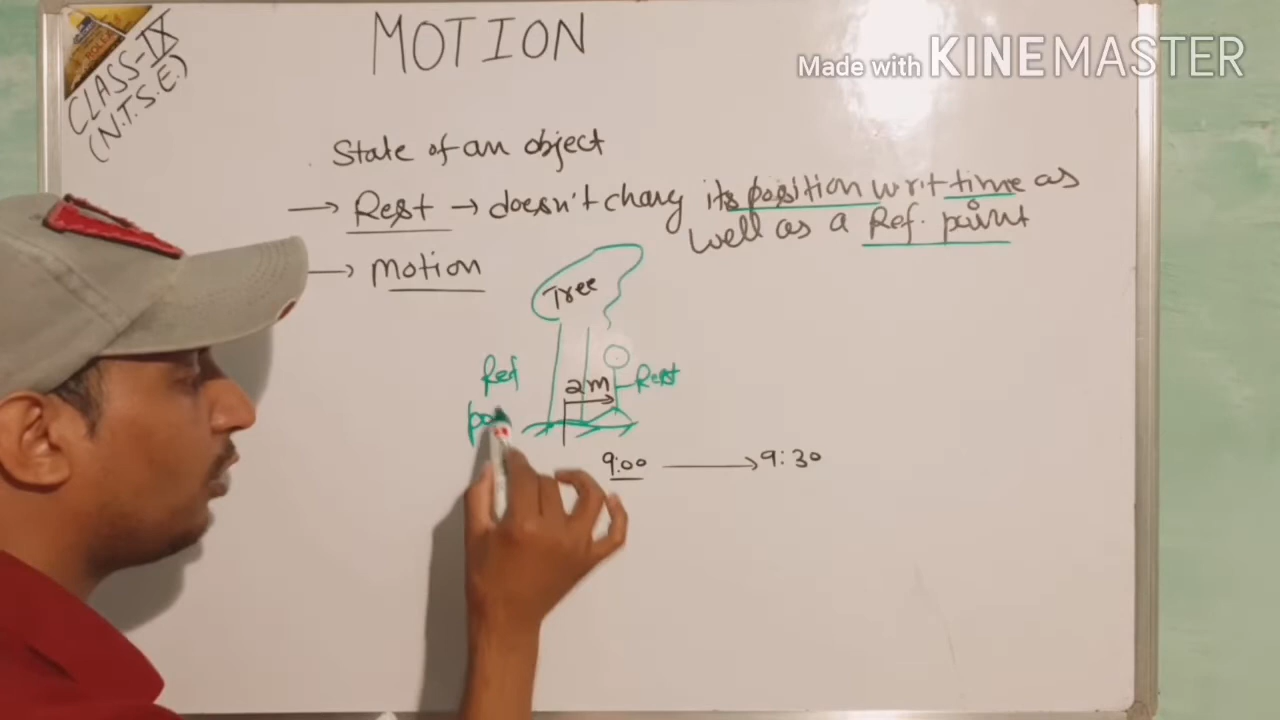 MOTION
Made with KINEMASTER
CLASS-IX
(N.T.S.E)
State of an object
→ Rest → doesn't chang its position w.r.t time as
well as a Ref. point
→ Motion
Tree
Ref
2m
Rest
9:00 → 9:30